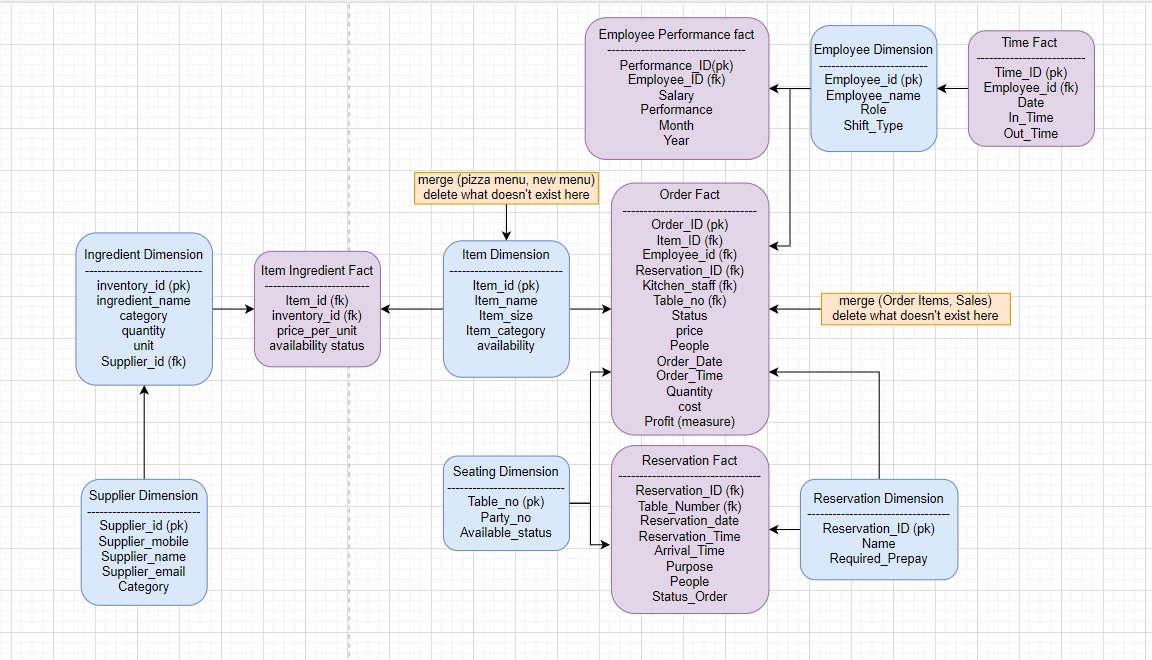 Employee Performance fact
Performance_ID(pk)
Employee_ID (fk)
Salary
Performance
Month
Year
Employee Dimension
Employee_id (pk)
Employee_name
Role
Shift_Type
Time Fact
Time_ID (pk)
Employee_id (fk)
Date
In_Time
Out_Time
merge (pizza menu, new menu)
delete what doesn't exist here
Order Fact
Order_ID (pk)
Item_ID (fk)
Employee_id (fk)
Reservation_ID (fk)
Kitchen_staff (fk)
Table_no (fk)
Status
price
People
Order_Date
Order_Time
Quantity
cost
Profit (measure)
Ingredient Dimension
inventory_id (pk)
ingredient_name
category
quantity
unit
Supplier_id (fk)
Item Ingredient Fact
Item_id (fk)
inventory_id (fk)
price_per_unit
availability status
Item Dimension
Item_id (pk)
Item_name
Item_size
Item_category
availability
merge (Order Items, Sales)
delete what doesn't exist here
Supplier Dimension
Supplier_id (pk)
Supplier_mobile
Supplier_name
Supplier_email
Category
Seating Dimension
Table_no (pk)
Party_no
Available_status
Reservation Fact
Reservation_ID (fk)
Table_Number (fk)
Reservation_date
Reservation_Time
Arrival_Time
Purpose
People
Status_Order
Reservation Dimension
Reservation_ID (pk)
Name
Required_Prepay